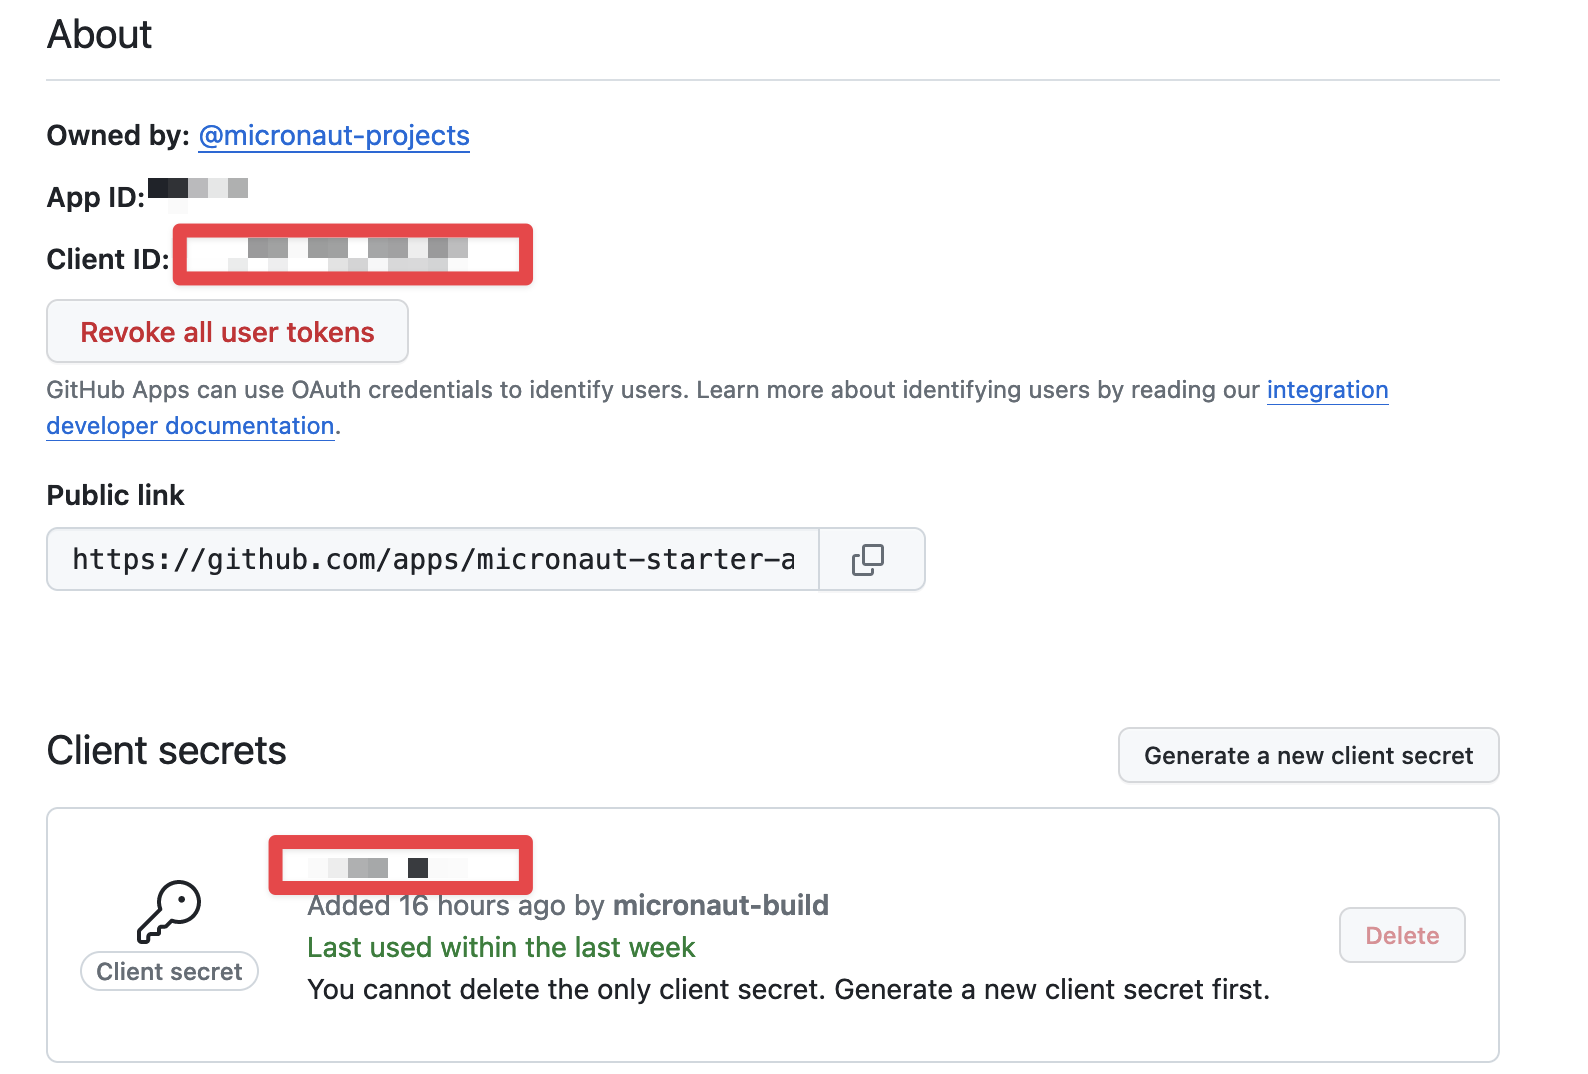 About
Owned by: @micronaut-projects
App ID:
Client ID:
Revoke all user tokens
GitHub Apps can use OAuth credentials to identify users. Learn more about identifying users by reading our integration
developer documentation.
Public link
https://github.com/apps/micronaut-starter-a
Client secrets
Generate a new client secret
Added 16 hours ago by micronaut-build
Last used within the last week
Client secret
You cannot delete the only client secret. Generate a new client secret first.
Delete